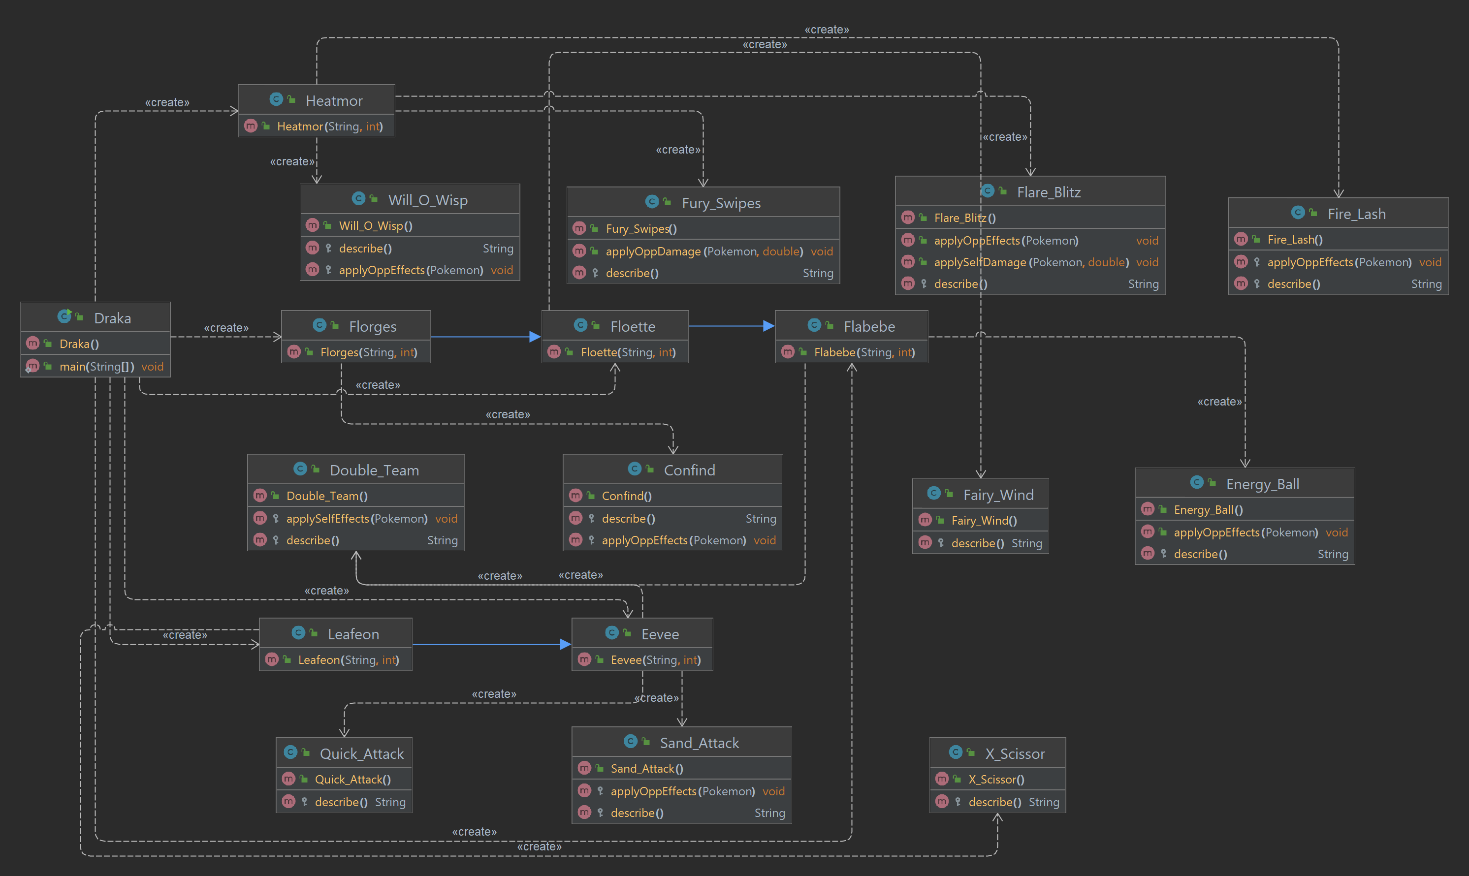 «create»
«create»
Heatmor
Heatmor(String, int)
«create»
«create»
«create»
«create»
Will_O_Wisp
Will_O_Wisp()
describe() String
applyOppEffects(Pokemon) void
Fury_Swipes
Fury_Swipes()
applyOppDamage(Pokemon, double) void
describe() String
Flare_Blitz
Flare_Blitz()
applyOppEffects(Pokemon) void
applySelfDamage(Pokemon, double) void
describe() String
Fire_Lash
Fire_Lash()
applyOppEffects(Pokemon) void
describe() String
Draka
Draka()
main(String[]) void
«create»
Florges
Florges(String, int)
Floette
Floette(String, int)
Flabebe
Flabebe(String, int)
«create»
«create»
«create»
Double_Team
Double_Team()
applySelfEffects(Pokemon) void
describe() String
Confind
Confind()
describe() String
applyOppEffects(Pokemon) void
Fairy_Wind
Fairy_Wind()
describe() String
Energy_Ball
Energy_Ball()
applyOppEffects(Pokemon) void
describe() String
«create»
«create»
«create»
«create»
Leafeon
Leafeon(String, int)
Eevee
Eevee(String, int)
«create»
«create»
Quick_Attack
Quick_Attack()
describe() String
Sand_Attack
Sand_Attack()
applyOppEffects(Pokemon) void
describe() String
X_Scissor
X_Scissor()
describe() String
«create»
«create»